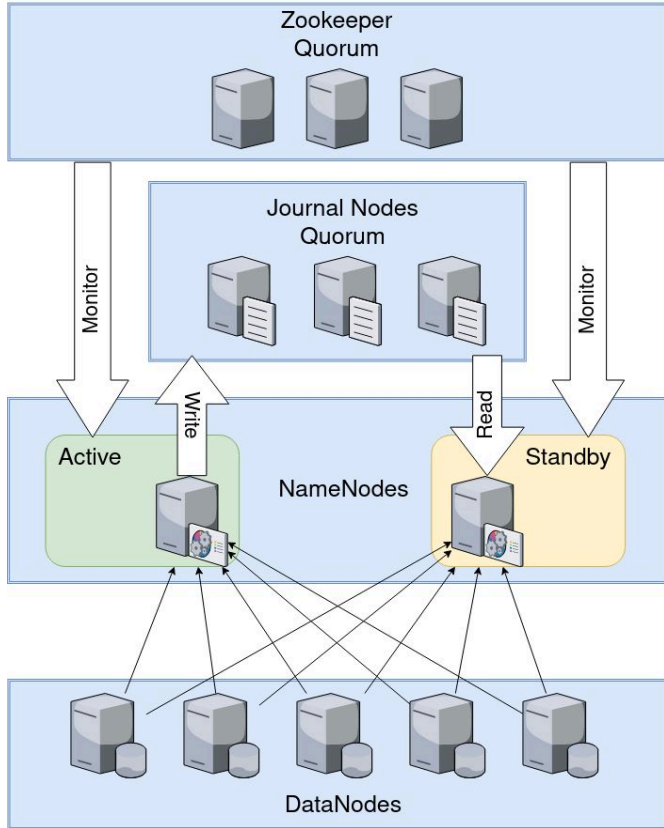 Zookeeper
Quorum
Monitor
Journal Nodes
Quorum
Monitor
Write
Read
Active
NameNodes
Standby
DataNodes